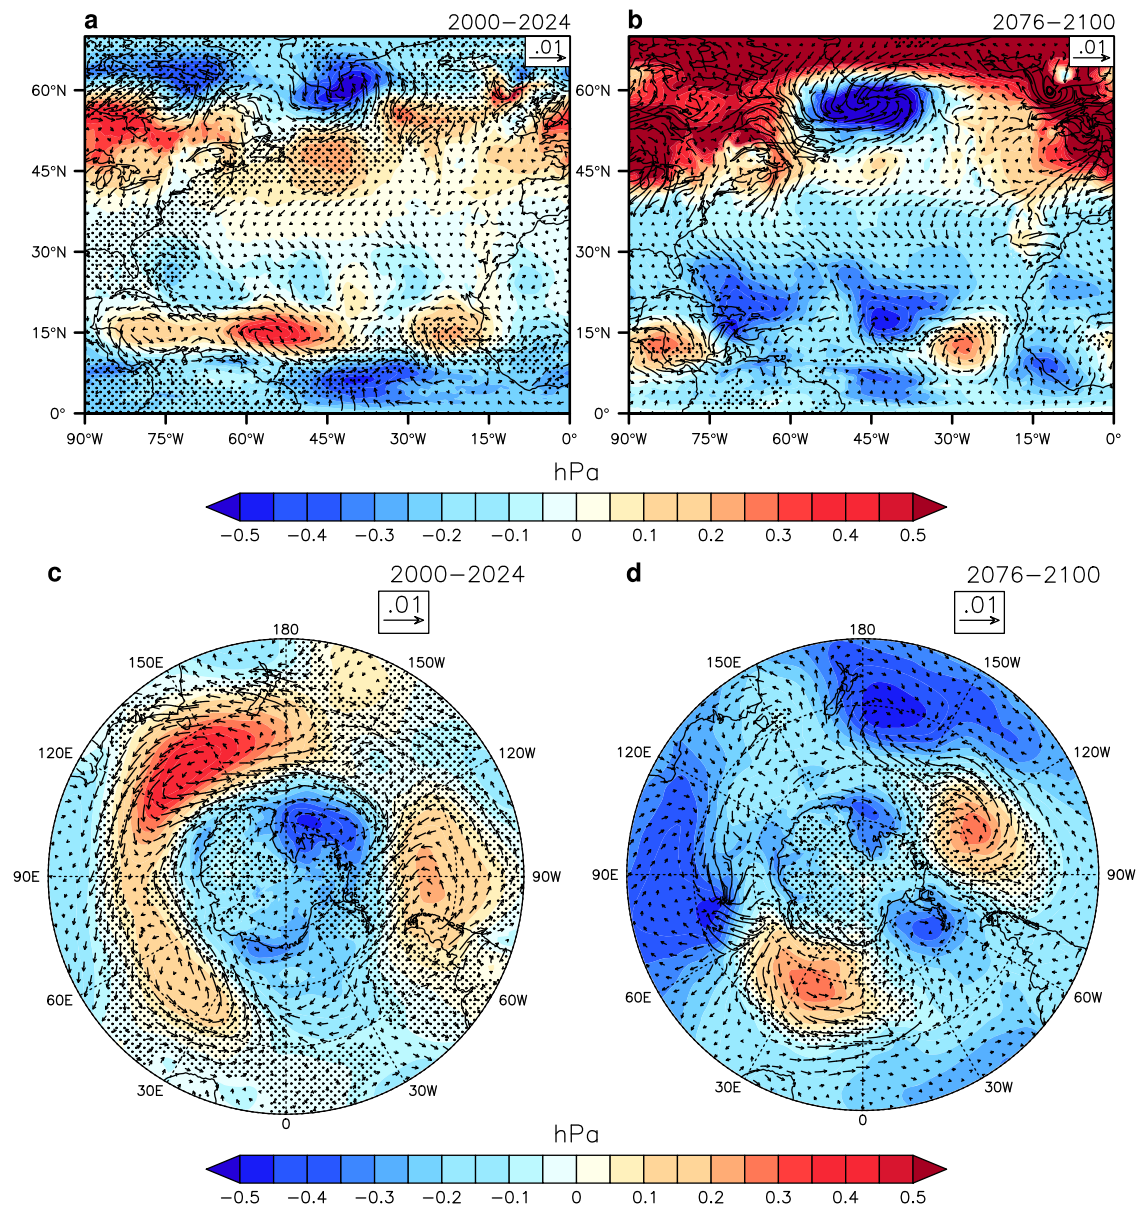 a 2000−2024 b 2076−2100
.01 .01
60°N 60°N
45°N 45°N
30°N 30°N
15°N 15°N
0° 0°
90°W 75°W 60°W 45°W 30°W 15°W 0° 90°W 75°W 60°W 45°W 30°W 15°W 0°
hPa
−0.5 −0.4 −0.3 −0.2 −0.1 0 0.1 0.2 0.3 0.4 0.5
c 2000−2024 d 2076−2100
.01 .01
180 180
150E 150W 150E 150W
120E 120W 120E 120W
90E 90W 90E 90W
60E 60W 60E 60W
30E 30W 30E 30W
0 0
hPa
−0.5 −0.4 −0.3 −0.2 −0.1 0 0.1 0.2 0.3 0.4 0.5